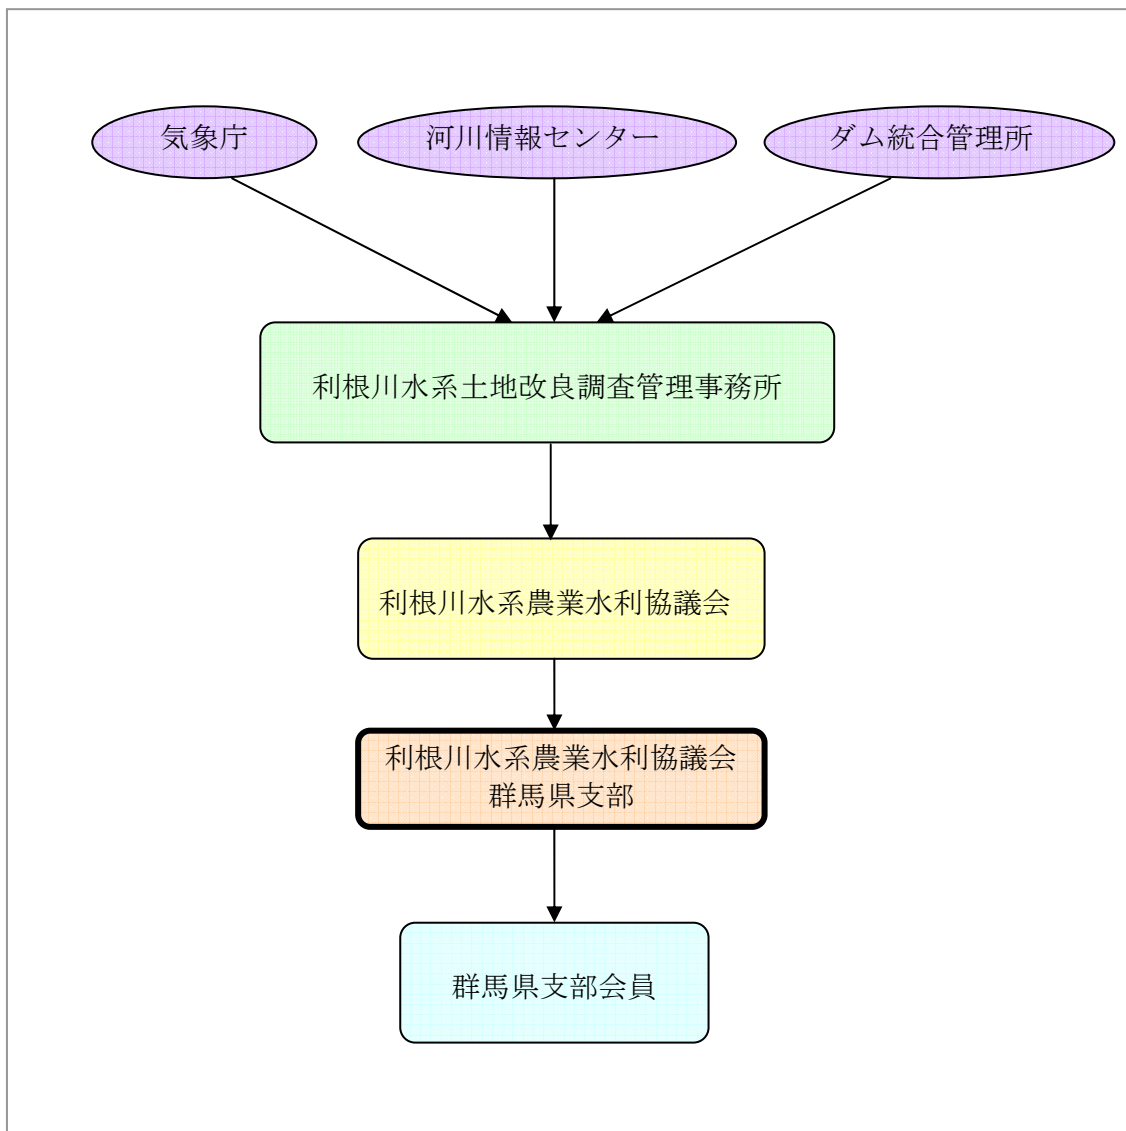 気象庁
河川情報センター
ダム統合管理所
利根川水系土地改良調査管理事務所
利根川水系農業水利協議会
利根川水系農業水利協議会
群馬県支部
群馬県支部会員